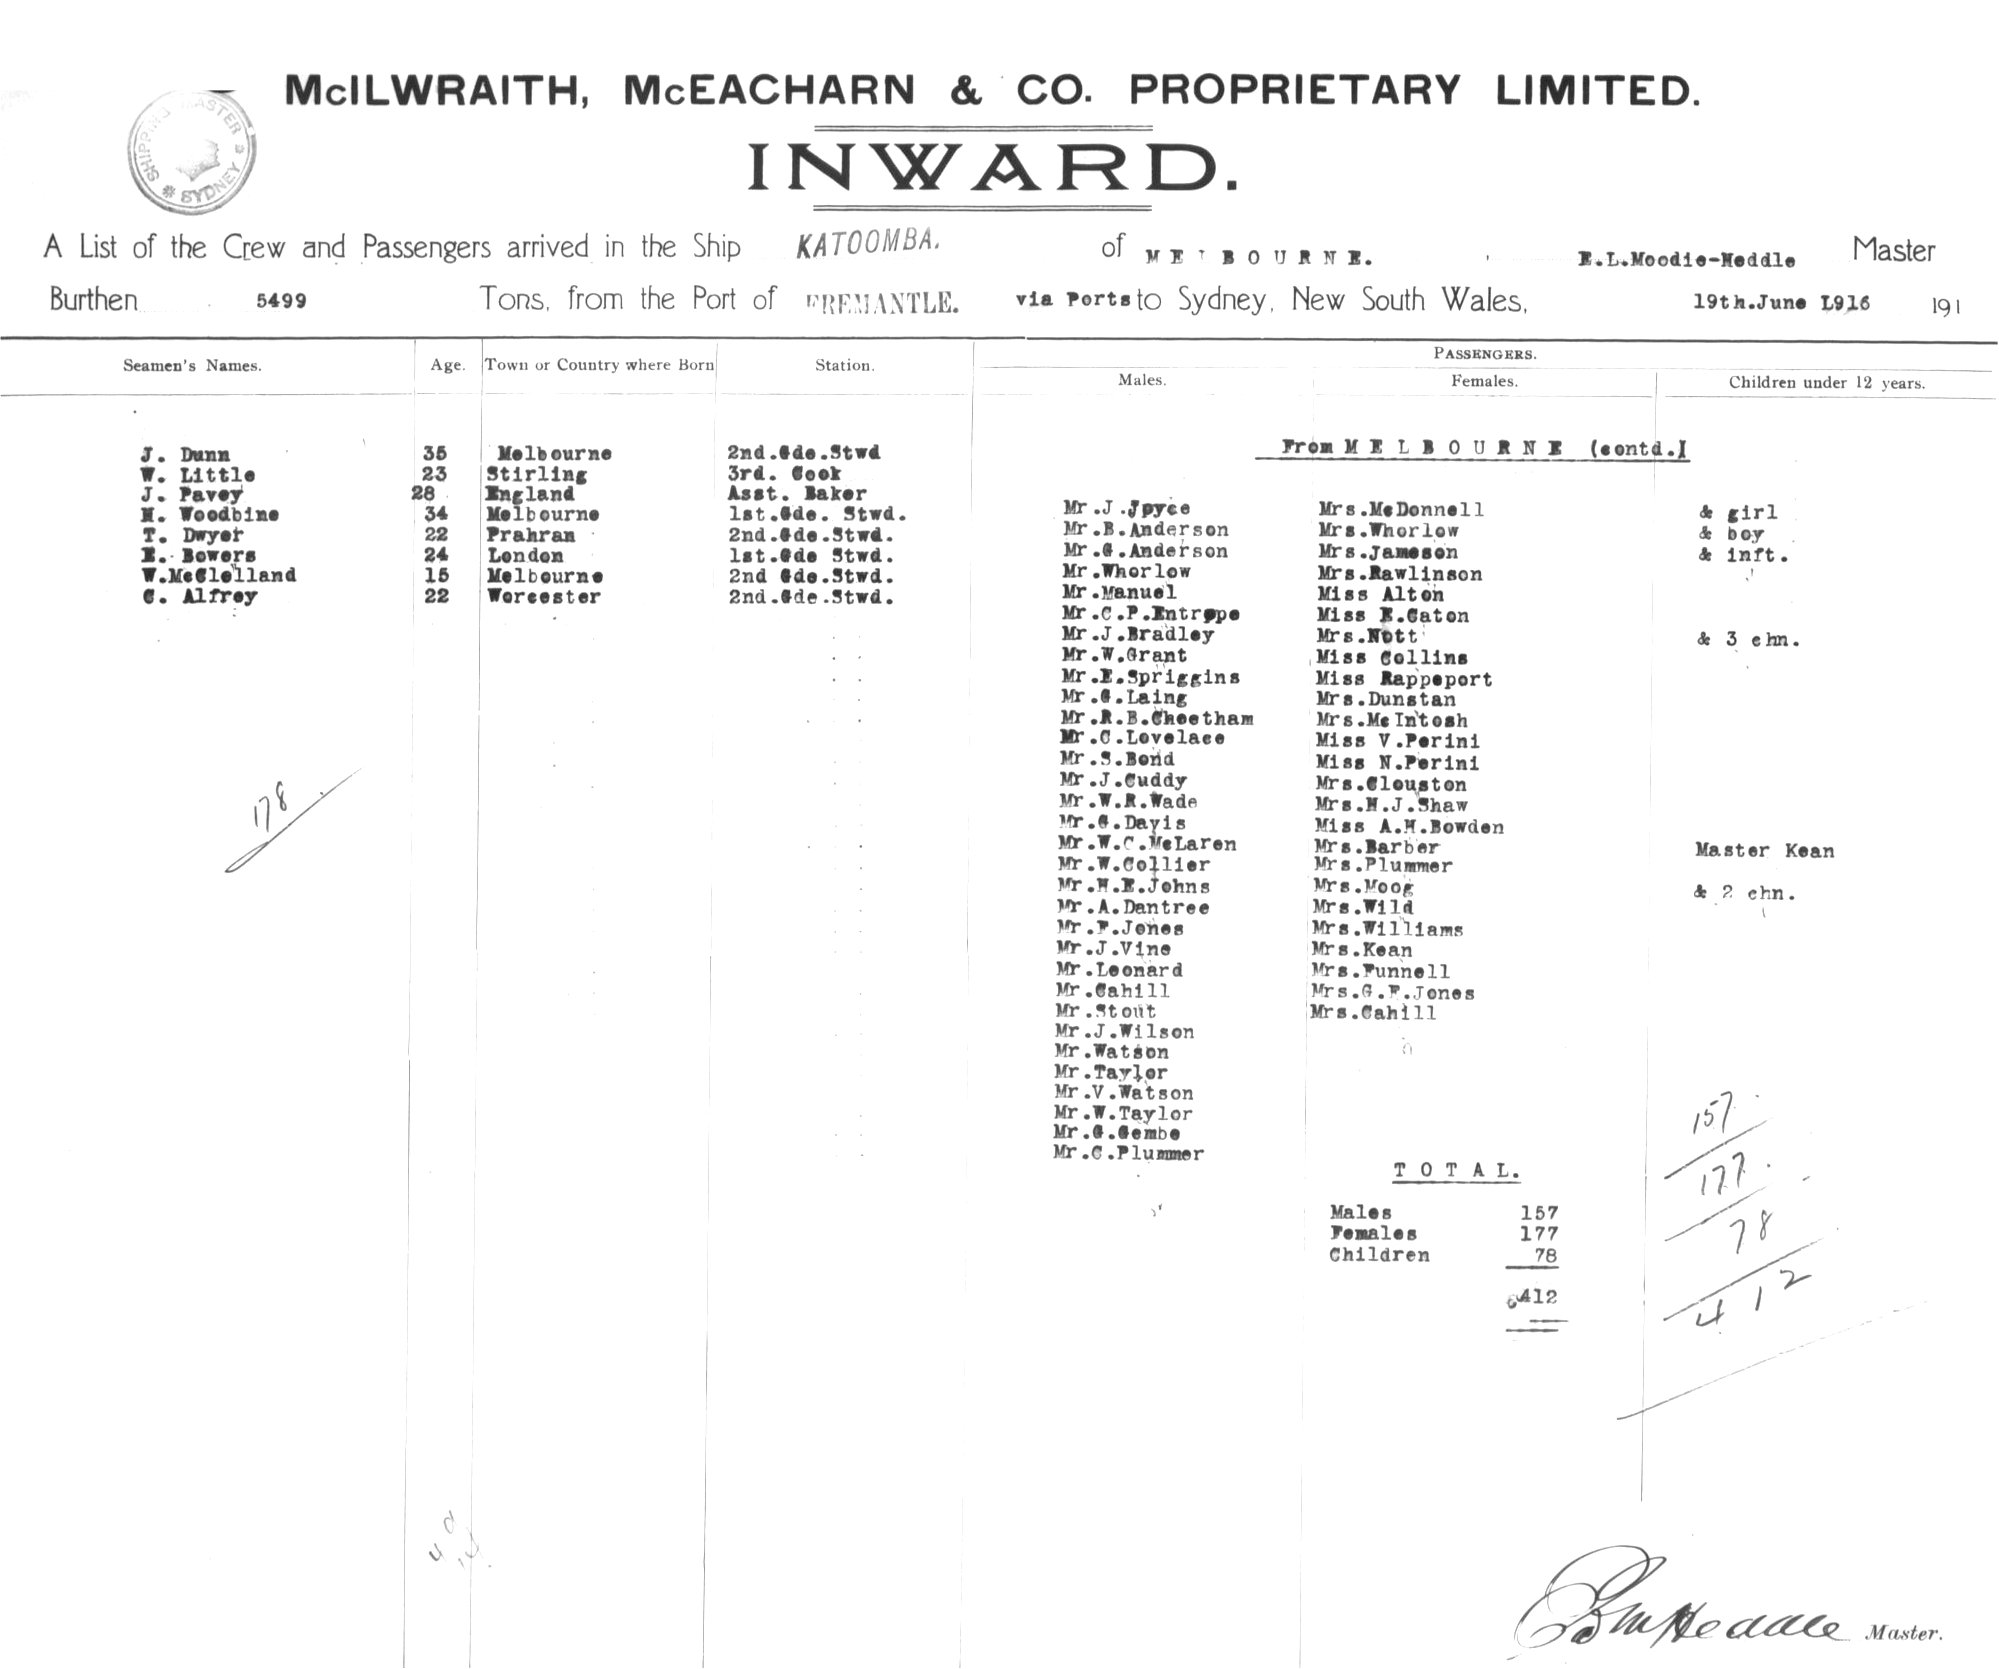 McILWRAITH, McEACHARN & CO. PROPRIETARY LIMITED.
SHIPPING MASTER SYDNEY
INWARD.
A List of the Crew and Passengers arrived in the Ship KATOOMBA. of MELBOURNE. E.L.Moodie-Heddle Master
Burthen 5499 Tons, from the Port of FREMANTLE. via Ports to Sydney, New South Wales, 19th.June 1916 191
Seamen's Names. Age. Town or Country where Born Station. PASSENGERS.
Males. Females. Children under 12 years.
From MELBOURNE (contd.)
J. Dunn 35 Melbourne 2nd.Gde.Stwd
W. Little 23 Stirling 3rd. Cook
J. Pavey 28 England Asst. Baker
H. Woodbine 34 Melbourne 1st.Gde. Stwd.
T. Dwyer 22 Prahran 2nd.Gde.Stwd.
E. Bowers 24 London 1st.Gde Stwd.
W.McClelland 15 Melbourne 2nd Gde.Stwd.
C. Alfrey 22 Worcester 2nd.Gde.Stwd.
178
Mr.J.Jpyce Mrs.McDonnell & girl
Mr.B.Anderson Mrs.Whorlow & boy
Mr.G.Anderson Mrs.Jameson & inft.
Mr.Whorlow Mrs.Rawlinson
Mr.Manuel Miss Alton
Mr.C.P.Entrope Miss E.Caton
Mr.J.Bradley Mrs.Nott & 3 chn.
Mr.W.Grant Miss Collins
Mr.E.Spriggins Miss Rappeport
Mr.G.Laing Mrs.Dunstan
Mr.R.B.Cheetham Mrs.McIntosh
Mr.C.Lovelace Miss V.Perini
Mr.S.Bond Miss N.Perini
Mr.J.Cuddy Mrs.Clouston
Mr.W.R.Wade Mrs.H.J.Shaw
Mr.G.Davis Miss A.H.Bowden
Mr.W.C.McLaren Mrs.Barber Master Kean
Mr.W.Collier Mrs.Plummer
Mr.H.E.Johns Mrs.Moog & 2 chn.
Mr.A.Dantree Mrs.Wild
Mr.F.Jones Mrs.Williams
Mr.J.Vine Mrs.Kean
Mr.Leonard Mrs.Funnell
Mr.Cahill Mrs.G.F.Jones
Mr.Stout Mrs.Cahill
Mr.J.Wilson
Mr.Watson
Mr.Taylor
Mr.V.Watson
Mr.W.Taylor
Mr.G.Gembe
Mr.C.Plummer
TOTAL.
Males 157
Females 177
Children 78
412
157
177
78
412
Master.